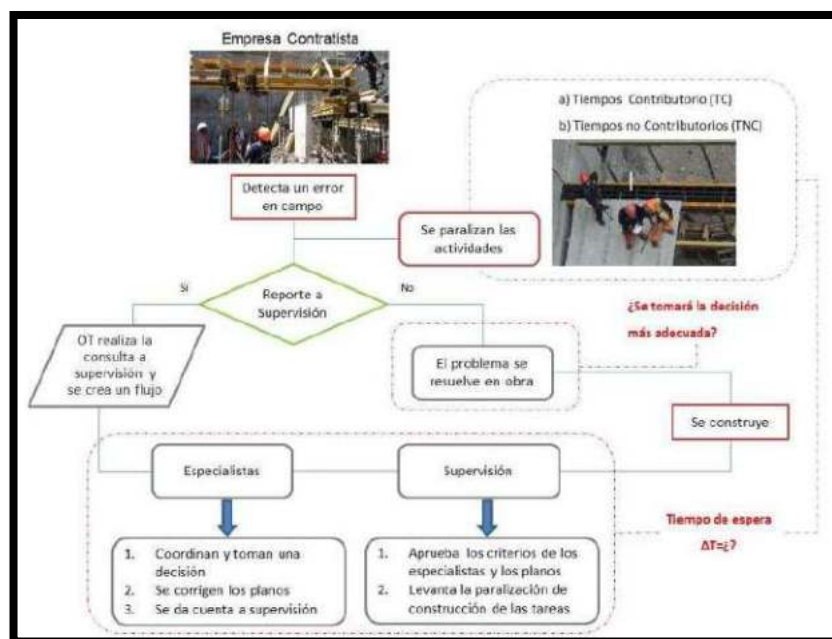 Empresa Contratista
a) Tiempos Contributorio (TC)
b) Tiempos no Contributorios (TNC)
Detecta un error
en campo
Se paralizan las
actividades
Si
No
Reporte a
Supervisión
¿Se tomará la decisión
más adecuada?
OT realiza la
consulta a
supervisión y
se crea un flujo
El problema se
resuelve en obra
Se construye
Especialistas
Supervisión
Tiempo de espera
ΔT=¿?
1. Coordinan y toman una
decisión
2. Se corrigen los planos
3. Se da cuenta a supervisión
1. Aprueba los criterios de los
especialistas y los planos
2. Levanta la paralización de
construcción de las tareas